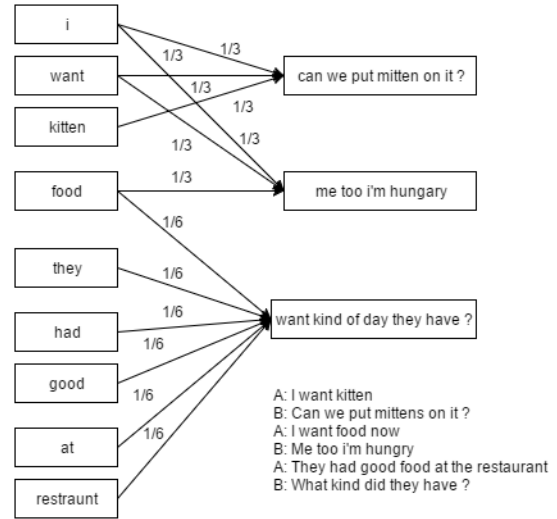 i
1/3
1/3
want
can we put mitten on it ?
1/3
1/3
kitten
1/3
1/3
food
1/3
me too i'm hungary
1/6
they
1/6
had
1/6
want kind of day they have ?
1/6
good
1/6
at
1/6
restraunt
A: I want kitten
B: Can we put mittens on it ?
A: I want food now
B: Me too i'm hungry
A: They had good food at the restaurant
B: What kind did they have ?